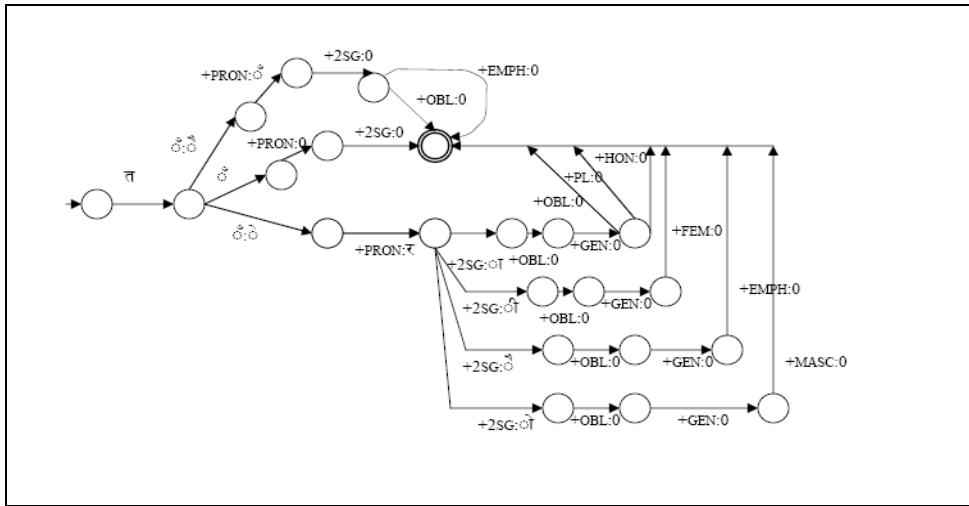 +2SG:0
+EMPH:0
+PRON:ँ
+OBL:0
ँ:ै
+PRON:0
+2SG:0
ँ
+HON:0
त
+PL:0
+OBL:0
ँ:े
+FEM:0
+PRON:र
+2SG:ा
+OBL:0
+GEN:0
+2SG:ी
+OBL:0
+GEN:0
+EMPH:0
+2SG:ै
+OBL:0
+GEN:0
+MASC:0
+2SG:ो
+OBL:0
+GEN:0